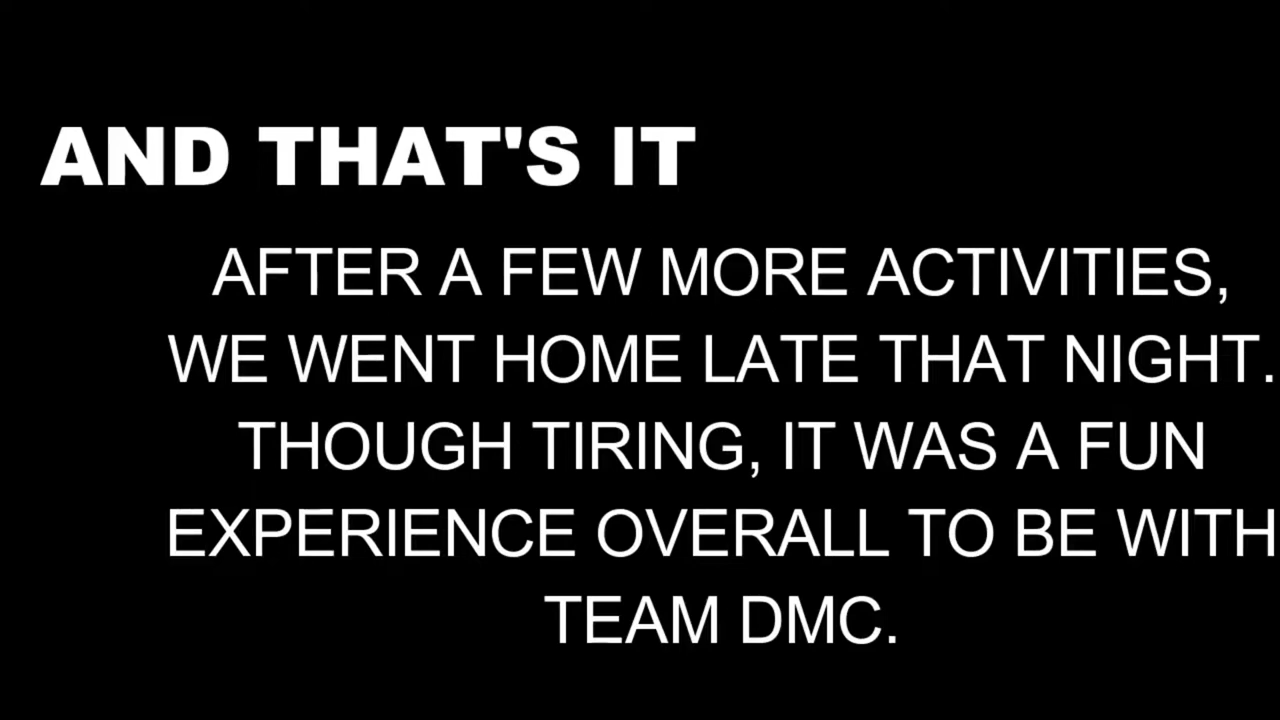 AND THAT'S IT
AFTER A FEW MORE ACTIVITIES,
WE WENT HOME LATE THAT NIGHT.
THOUGH TIRING, IT WAS A FUN
EXPERIENCE OVERALL TO BE WITH
TEAM DMC.